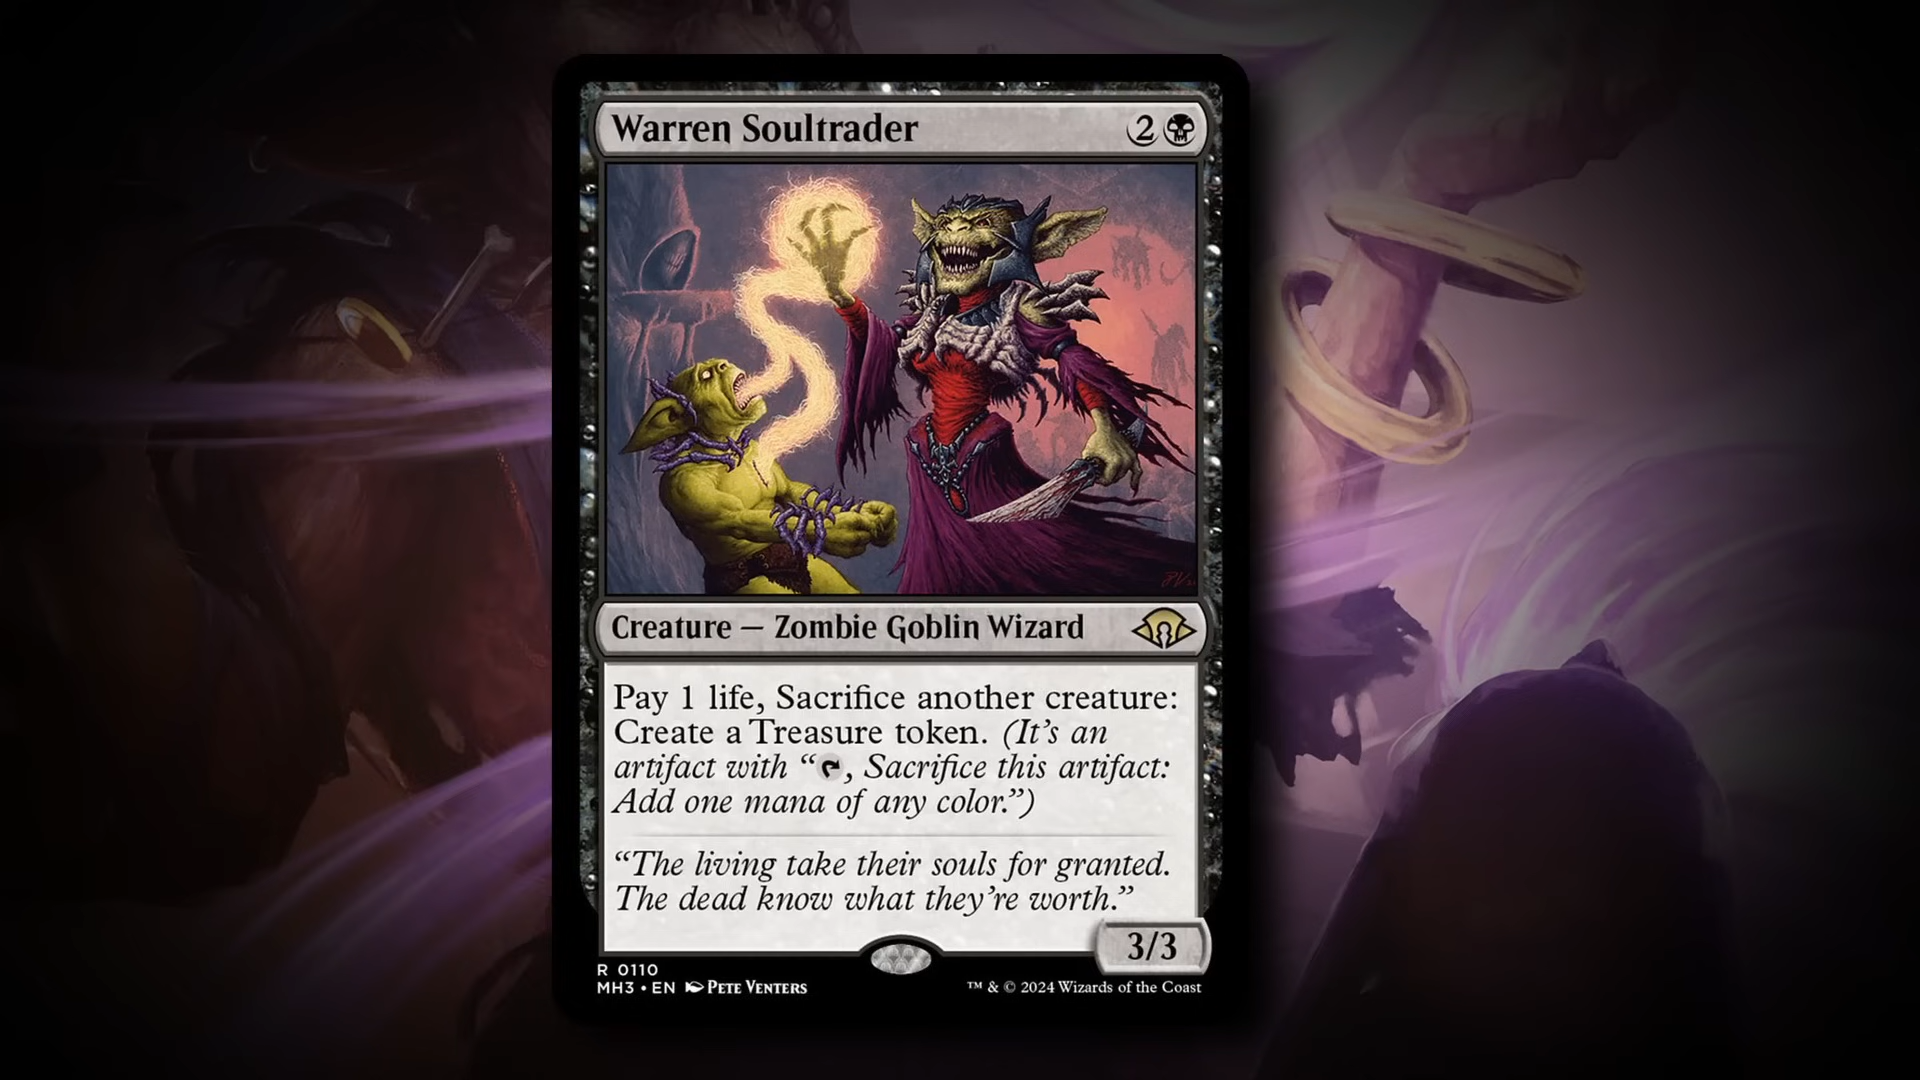 Warren Soultrader 2
Creature — Zombie Goblin Wizard
Pay 1 life, Sacrifice another creature:
Create a Treasure token. (It's an
artifact with “, Sacrifice this artifact:
Add one mana of any color.”)
“The living take their souls for granted.
The dead know what they're worth.”
3/3
R 0110
MH3 • EN PETE VENTERS
™ & © 2024 Wizards of the Coast